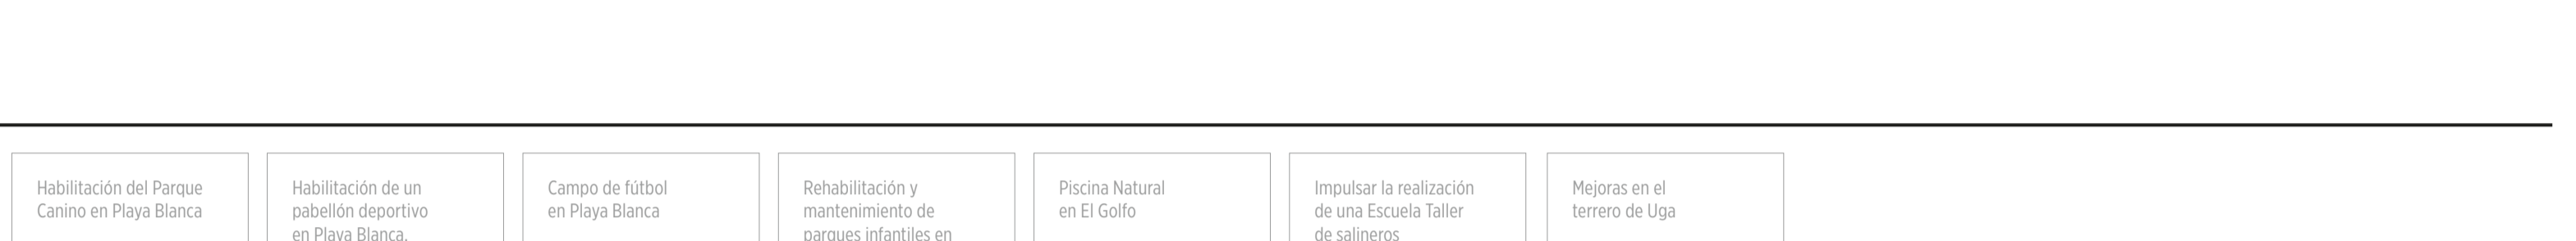 Habilitación del Parque
Canino en Playa Blanca
Habilitación de un
pabellón deportivo
en Playa Blanca.
Campo de fútbol
en Playa Blanca
Rehabilitación y
mantenimiento de
parques infantiles en
Piscina Natural
en El Golfo
Impulsar la realización
de una Escuela Taller
de salineros
Mejoras en el
terrero de Uga